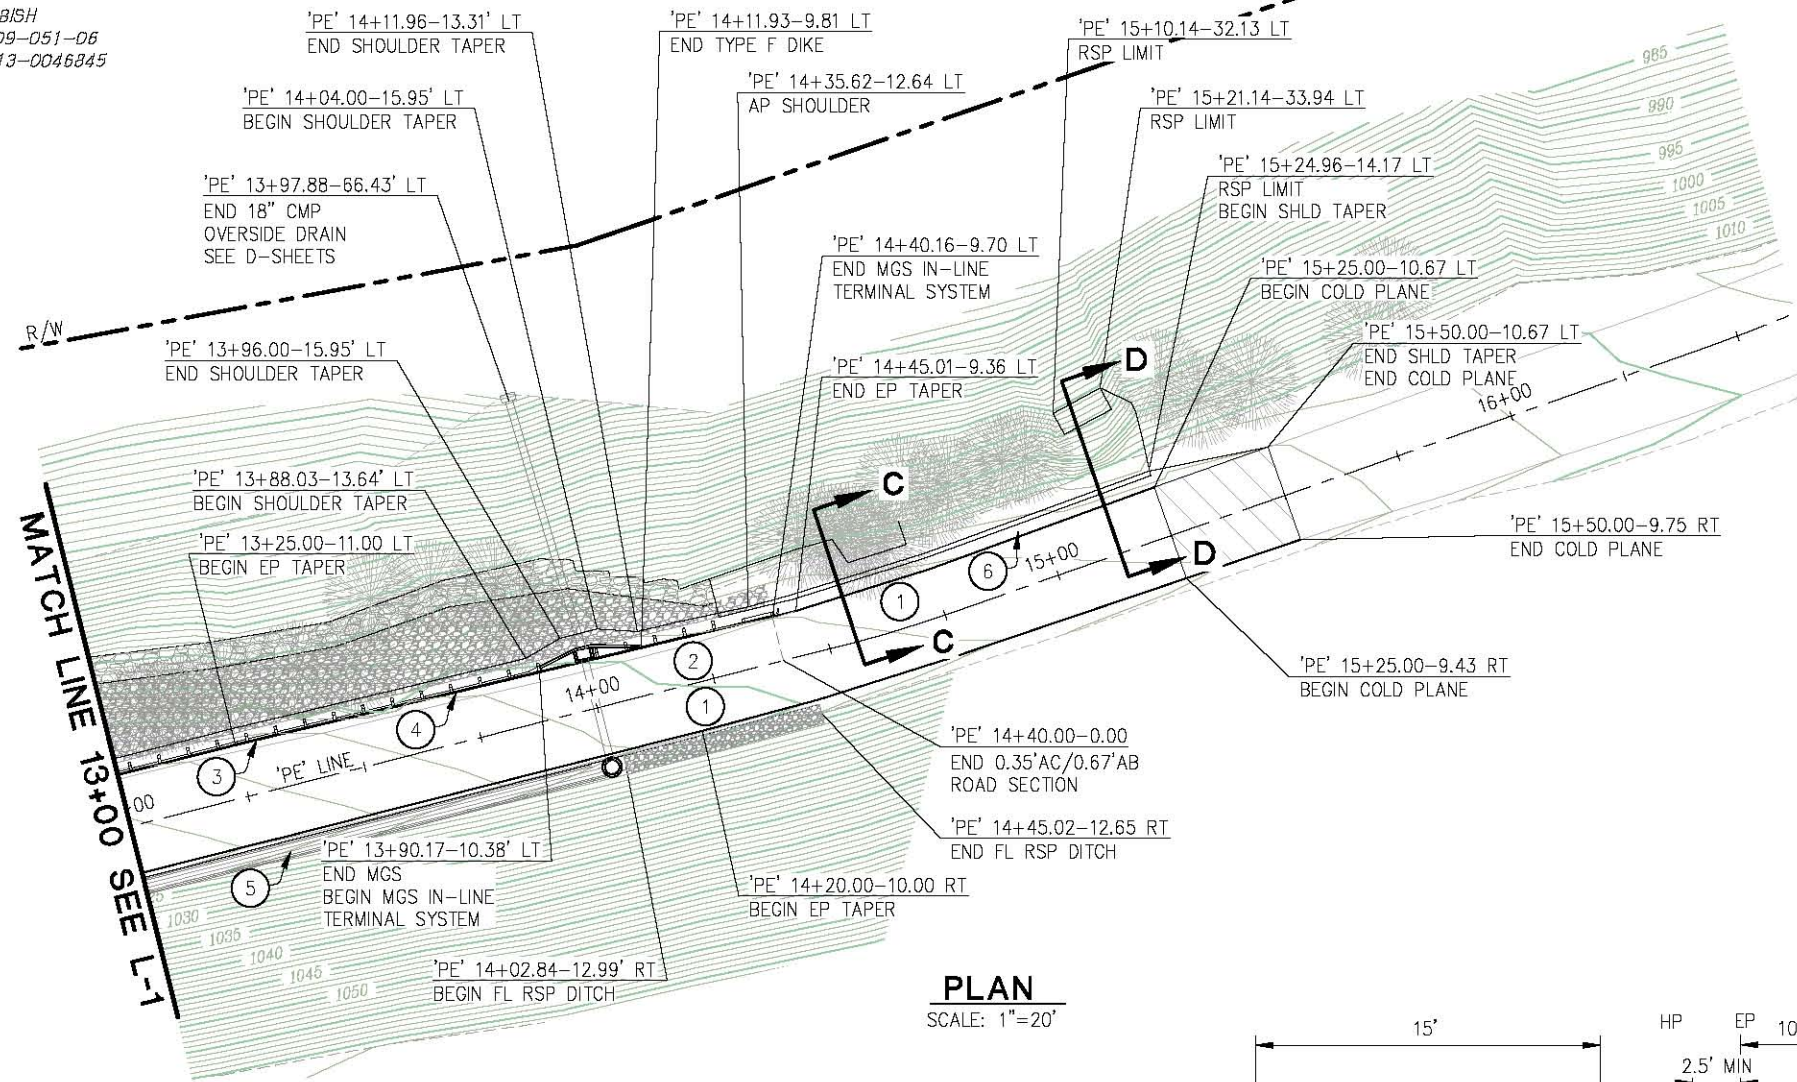 BISH
09-051-06
13-0046845
'PE' 14+11.96-13.31' LT
END SHOULDER TAPER
'PE' 14+11.93-9.81 LT
END TYPE F DIKE
'PE' 15+10.14-32.13 LT
RSP LIMIT
'PE' 14+04.00-15.95' LT
BEGIN SHOULDER TAPER
'PE' 14+35.62-12.64 LT
AP SHOULDER
'PE' 15+21.14-33.94 LT
RSP LIMIT
985
990
995
1000
1005
1010
'PE' 13+97.88-66.43' LT
END 18" CMP
OVERSIDE DRAIN
SEE D-SHEETS
'PE' 15+24.96-14.17 LT
RSP LIMIT
BEGIN SHLD TAPER
'PE' 14+40.16-9.70 LT
END MGS IN-LINE
TERMINAL SYSTEM
'PE' 15+25.00-10.67 LT
BEGIN COLD PLANE
R/W
'PE' 13+96.00-15.95' LT
END SHOULDER TAPER
'PE' 14+45.01-9.36 LT
END EP TAPER
'PE' 15+50.00-10.67 LT
END SHLD TAPER
END COLD PLANE
D
16+00
'PE' 13+88.03-13.64' LT
BEGIN SHOULDER TAPER
C
'PE' 13+25.00-11.00 LT
BEGIN EP TAPER
'PE' 15+50.00-9.75 RT
END COLD PLANE
MATCH LINE 13+00 SEE L-1
6
15+00
D
1
C
2
14+00
1
4
3
'PE' LINE
00
'PE' 15+25.00-9.43 RT
BEGIN COLD PLANE
'PE' 14+40.00-0.00
END 0.35'AC/0.67'AB
ROAD SECTION
'PE' 14+45.02-12.65 RT
END FL RSP DITCH
5
'PE' 13+90.17-10.38' LT
END MGS
BEGIN MGS IN-LINE
TERMINAL SYSTEM
'PE' 14+20.00-10.00 RT
BEGIN EP TAPER
1030
1035
1040
1045
1050
'PE' 14+02.84-12.99' RT
BEGIN FL RSP DITCH
PLAN
SCALE: 1"=20'
15'
HP
EP
10
2.5' MIN